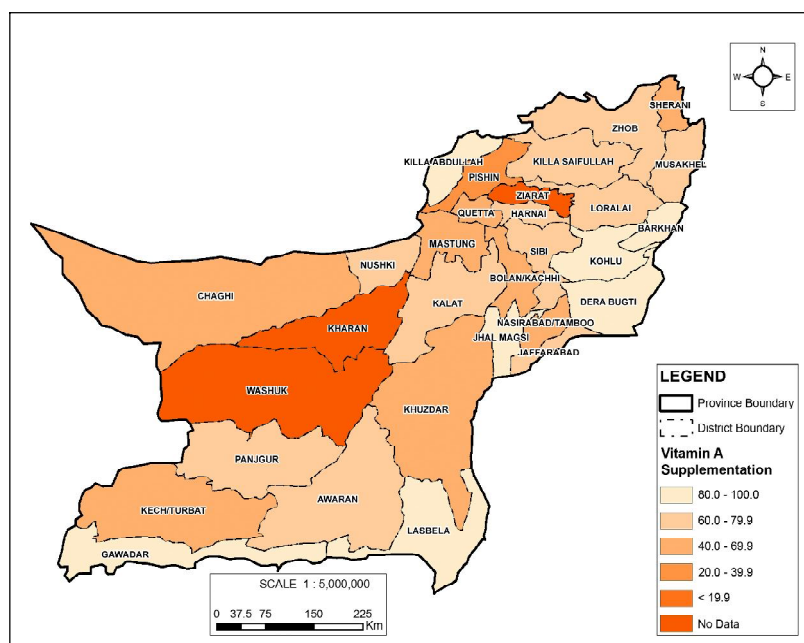 N
W E
S
SHERANI
ZHOB
KILLA ABDULLAH
KILLA SAIFULLAH
MUSAKHEL
PISHIN
ZIARAT
LORALAI
QUETTA
HARNAI
BARKHAN
MASTUNG
SIBI
KOHLU
NUSHKI
BOLAN/KACHHI
CHAGHI
KALAT
DERA BUGTI
NASIRABAD/TAMBOO
KHARAN
JHAL MAGSI
JAFFARABAD
WASHUK
KHUZDAR
PANJGUR
AWARAN
KECH/TURBAT
LASBELA
GAWADAR
LEGEND
Province Boundary
District Boundary
Vitamin A
Supplementation
80.0 - 100.0
60.0 - 79.9
40.0 - 69.9
20.0 - 39.9
< 19.9
No Data
SCALE 1 : 5,000,000
0 37.5 75 150 225
Km